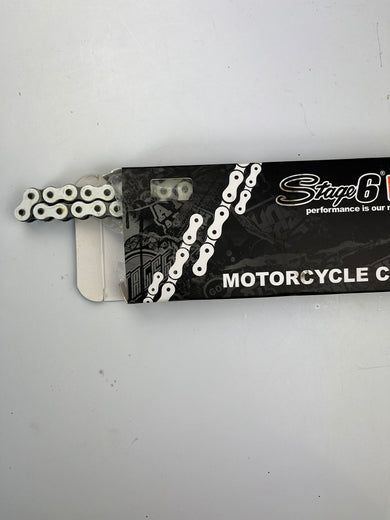 Stage6®
performance is our
MOTORCYCLE C